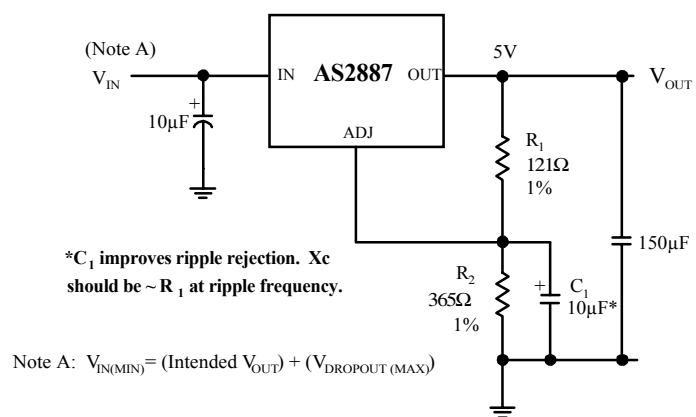 (Note A)
V_IN
10µF
+
IN
AS2887
OUT
ADJ
5V
V_OUT
R_1
121Ω
1%
150µF
R_2
365Ω
1%
+
C_1
10µF*
*C_1 improves ripple rejection. Xc
should be ~ R_1 at ripple frequency.
Note A: V_IN(MIN)= (Intended V_OUT) + (V_DROPOUT (MAX))